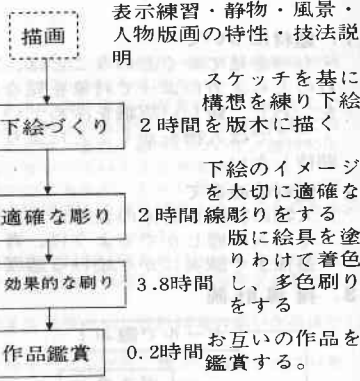 表示練習・静物・風景・
描画 人物版画の特性・技法説
明
スケッチを基に
構想を練り下絵
下絵づくり 2時間を版木に描く
下絵のイメージ
を大切に適確な
適確な彫り 2時間線彫りをする
版に絵具を塗
りわけて着色
効果的な刷り 3.8時間 し、多色刷り
をする
作品鑑賞 0.2時間 お互いの作品を
鑑賞する。